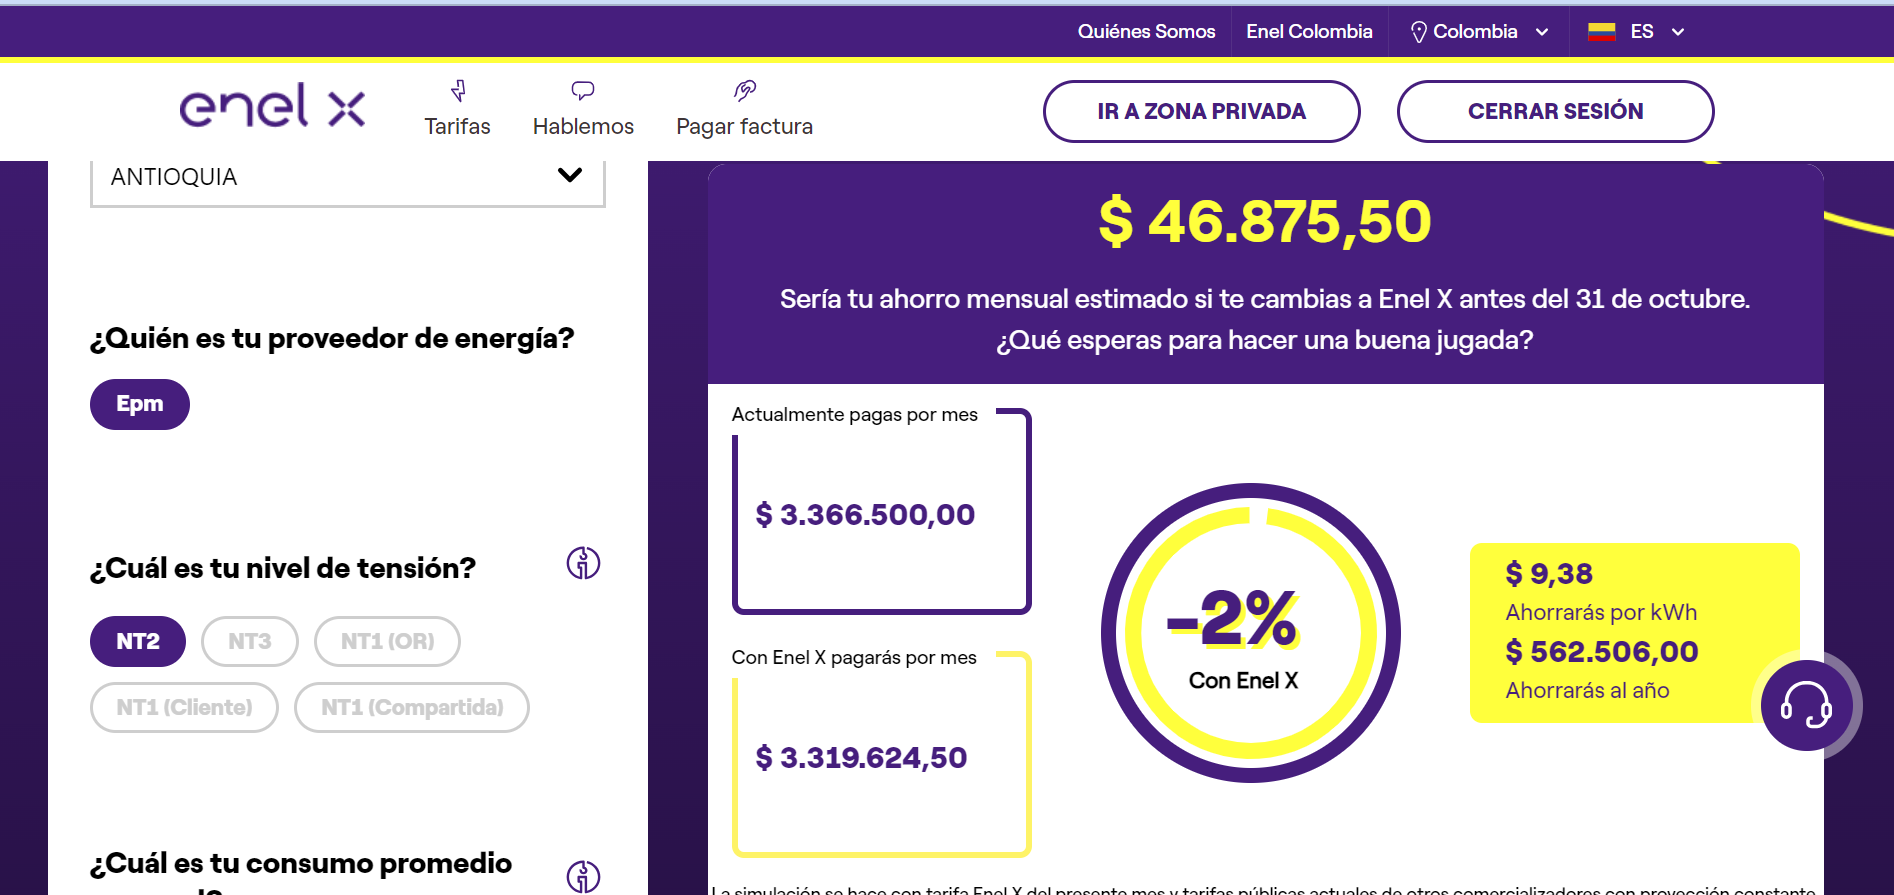 Quiénes Somos
Enel Colombia
Colombia
ES
enel x
Tarifas
Hablemos
Pagar factura
IR A ZONA PRIVADA
CERRAR SESIÓN
ANTIOQUIA
¿Quién es tu proveedor de energía?
Epm
¿Cuál es tu nivel de tensión?
NT2
NT3
NT1 (OR)
NT1 (Cliente)
NT1 (Compartida)
¿Cuál es tu consumo promedio
$ 46.875,50
Sería tu ahorro mensual estimado si te cambias a Enel X antes del 31 de octubre.
¿Qué esperas para hacer una buena jugada?
Actualmente pagas por mes
$ 3.366.500,00
Con Enel X pagarás por mes
$ 3.319.624,50
-2%
Con Enel X
$ 9,38
Ahorrarás por kWh
$ 562.506,00
Ahorrarás al año
La simulación se hace con tarifa Enel X del presente mes y tarifas públicas actuales de otros comercializadores con proyección constante